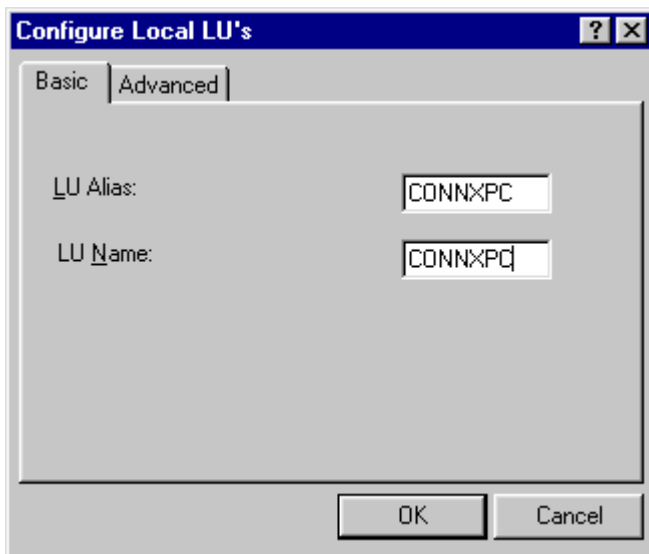 Configure Local LU's
Basic Advanced
LU Alias: CONNXPC
LU Name: CONNXPC
OK Cancel